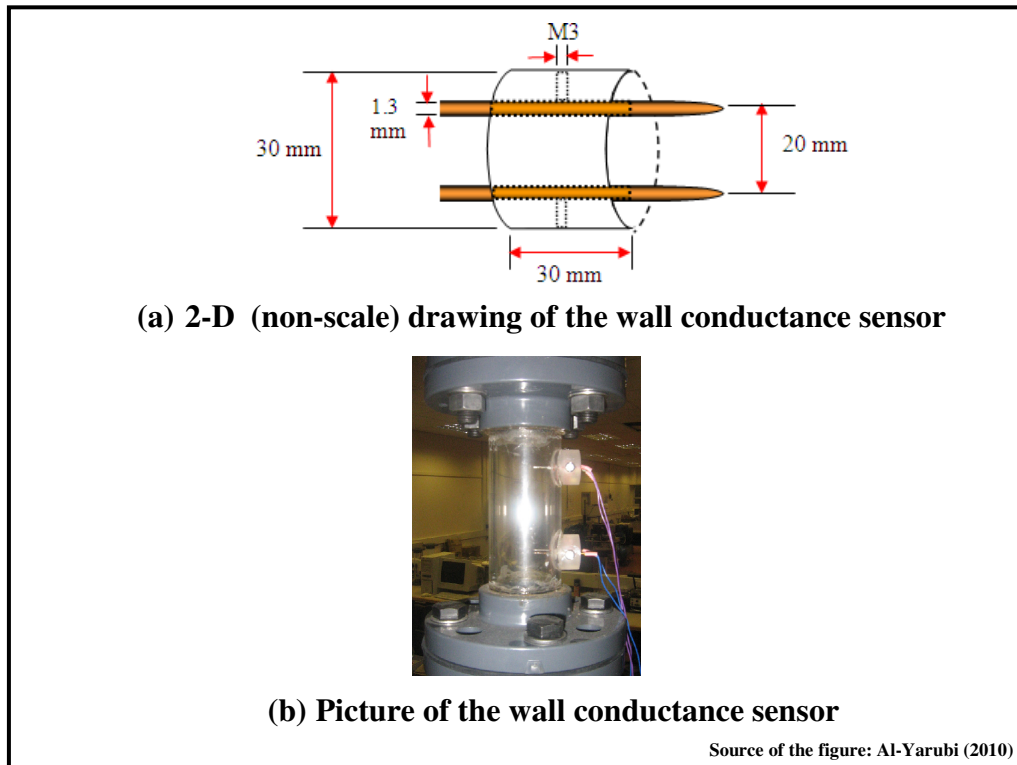 M3
1.3
mm
30 mm
20 mm
30 mm
(a) 2-D (non-scale) drawing of the wall conductance sensor
(b) Picture of the wall conductance sensor
Source of the figure: Al-Yarubi (2010)